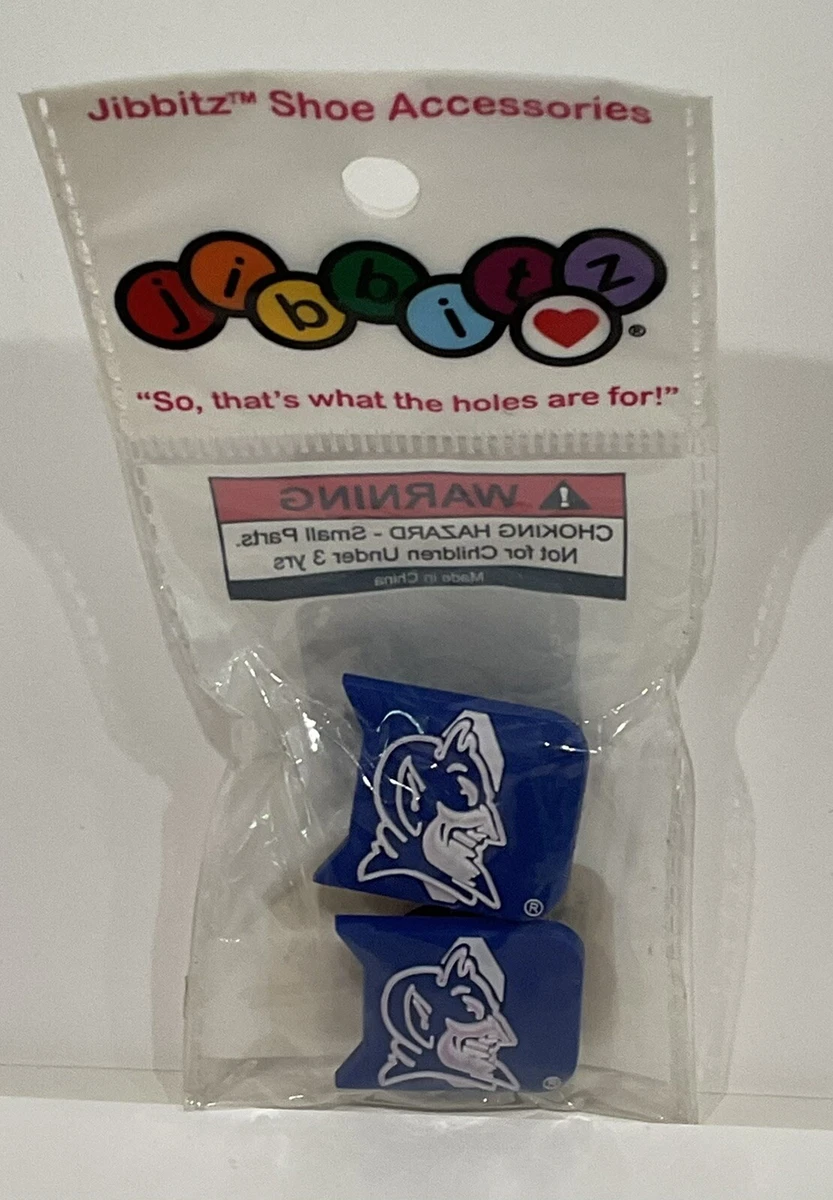 Jibbitz™ Shoe Accessories
jibbitz®
“So, that’s what the holes are for!”
WARNING
CHOKING HAZARD - Small Parts.
Not for Children Under 3 yrs
Made in China
®
®